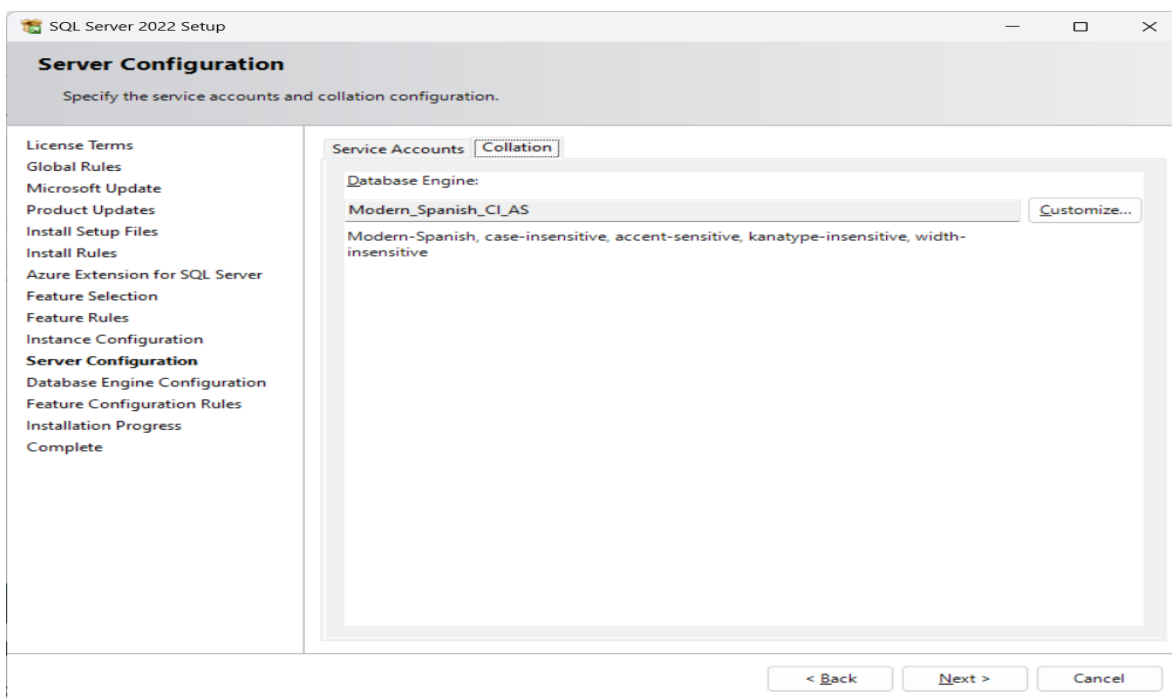 SQL Server 2022 Setup
Server Configuration
Specify the service accounts and collation configuration.
License Terms
Global Rules
Microsoft Update
Product Updates
Install Setup Files
Install Rules
Azure Extension for SQL Server
Feature Selection
Feature Rules
Instance Configuration
Server Configuration
Database Engine Configuration
Feature Configuration Rules
Installation Progress
Complete
Service Accounts Collation
Database Engine:
Modern_Spanish_CI_AS Customize...
Modern-Spanish, case-insensitive, accent-sensitive, kanatype-insensitive, width-
insensitive
< Back Next > Cancel